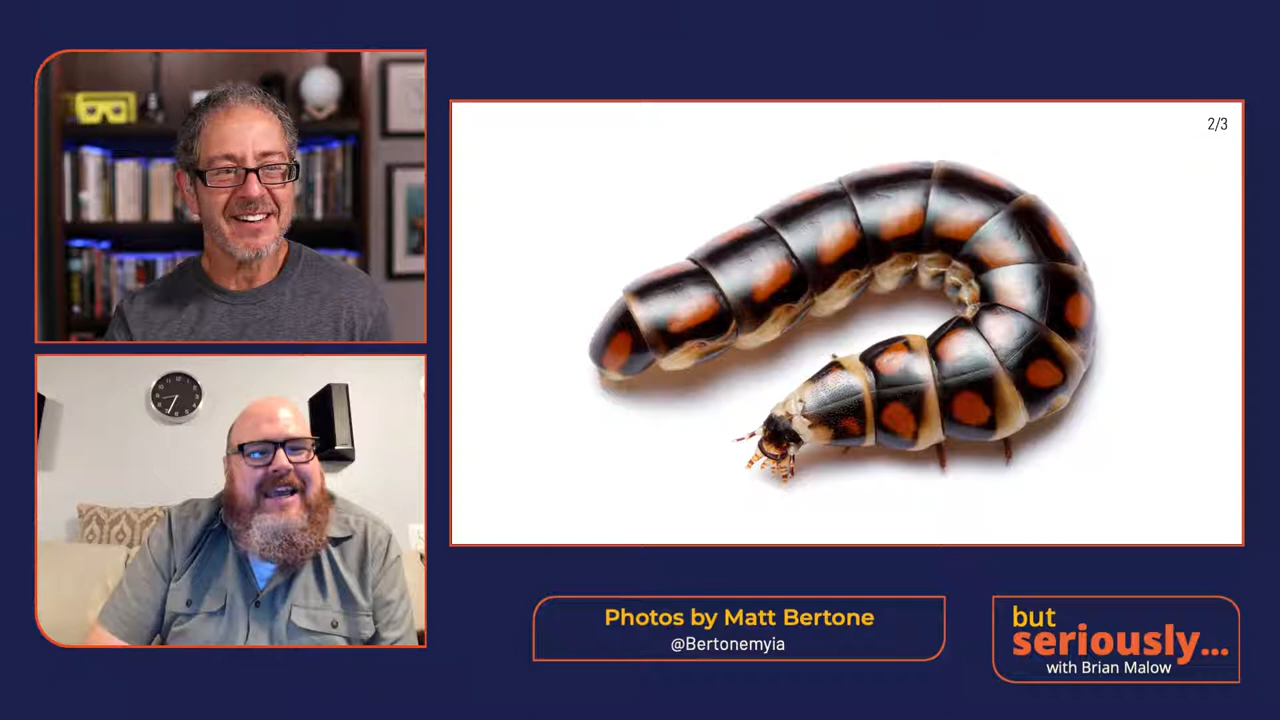 2/3
Photos by Matt Bertone
@Bertonemyia
but
seriously...
with Brian Malow